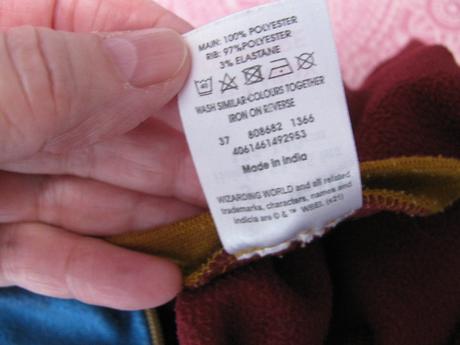 MAIN: 100% POLYESTER
RIB: 97% POLYESTER
3% ELASTANE
40
WASH SIMILAR COLOURS TOGETHER
IRON ON REVERSE
37 808682 1366
4061461492953
Made in India
WIZARDING WORLD and all related
trademarks, characters, names and
indicia are © & ™ WBEI. (s21)